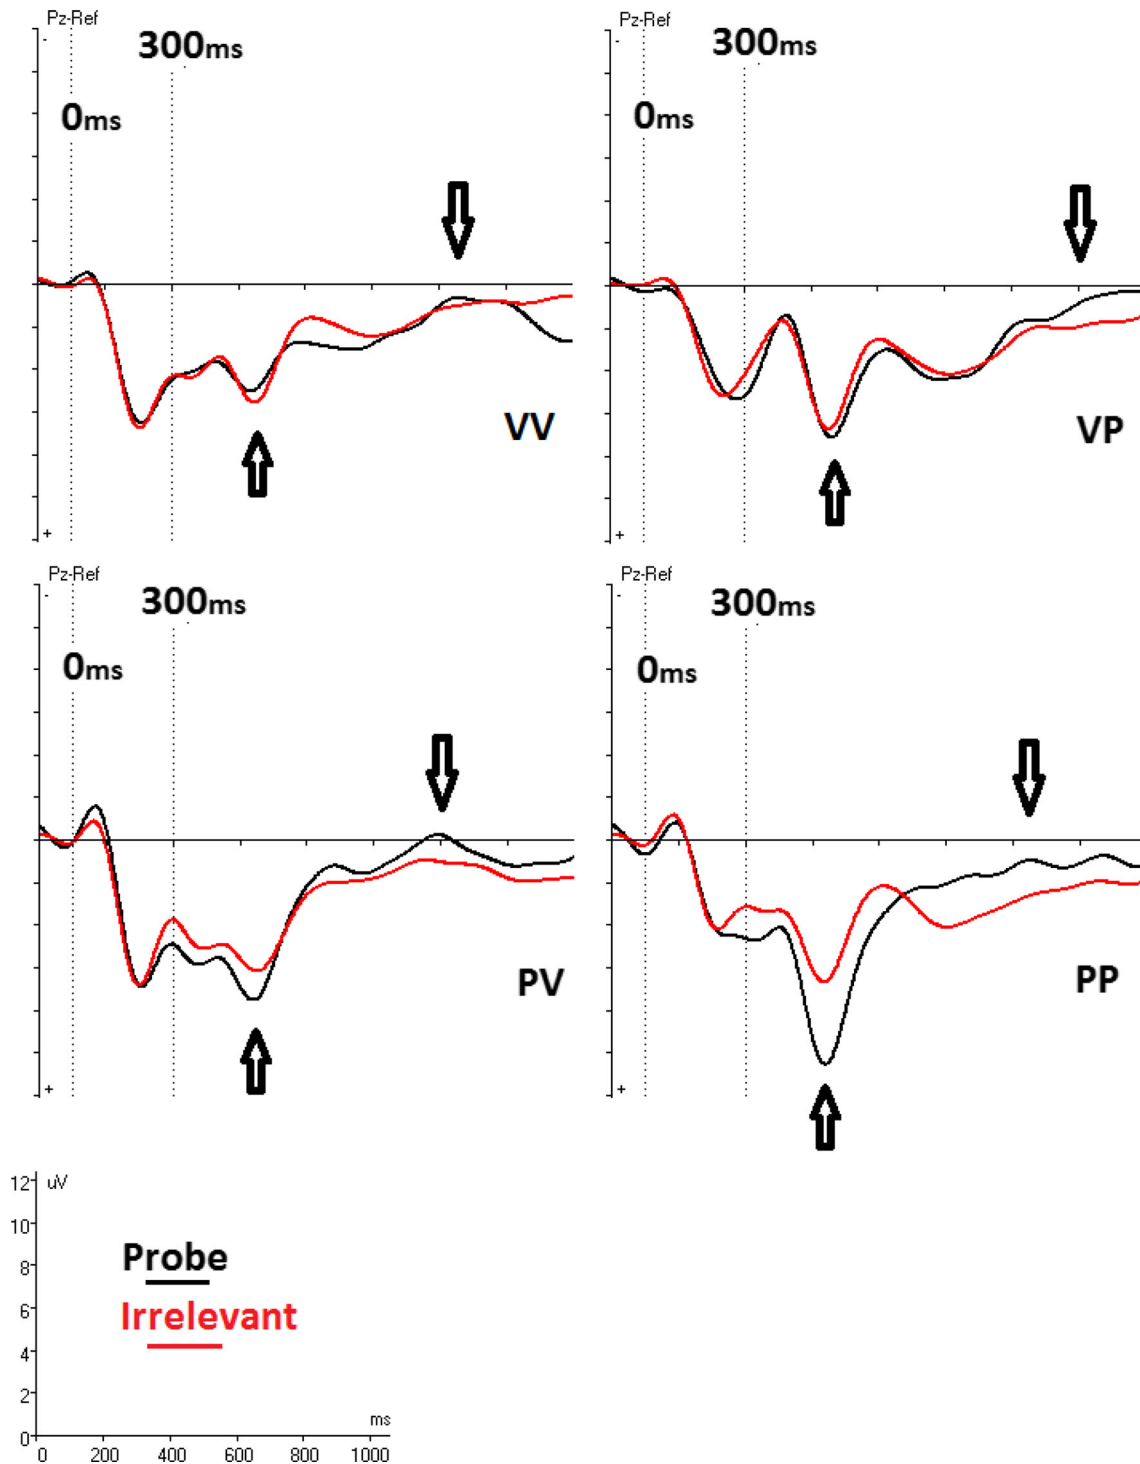 Pz-Ref
300ms
0ms
-
VV
+
Pz-Ref
300ms
0ms
-
VP
+
Pz-Ref
300ms
0ms
-
PV
+
Pz-Ref
300ms
0ms
-
PP
+
12 uV
10
8
6
4
2
0
Probe
Irrelevant
ms
0 200 400 600 800 1000